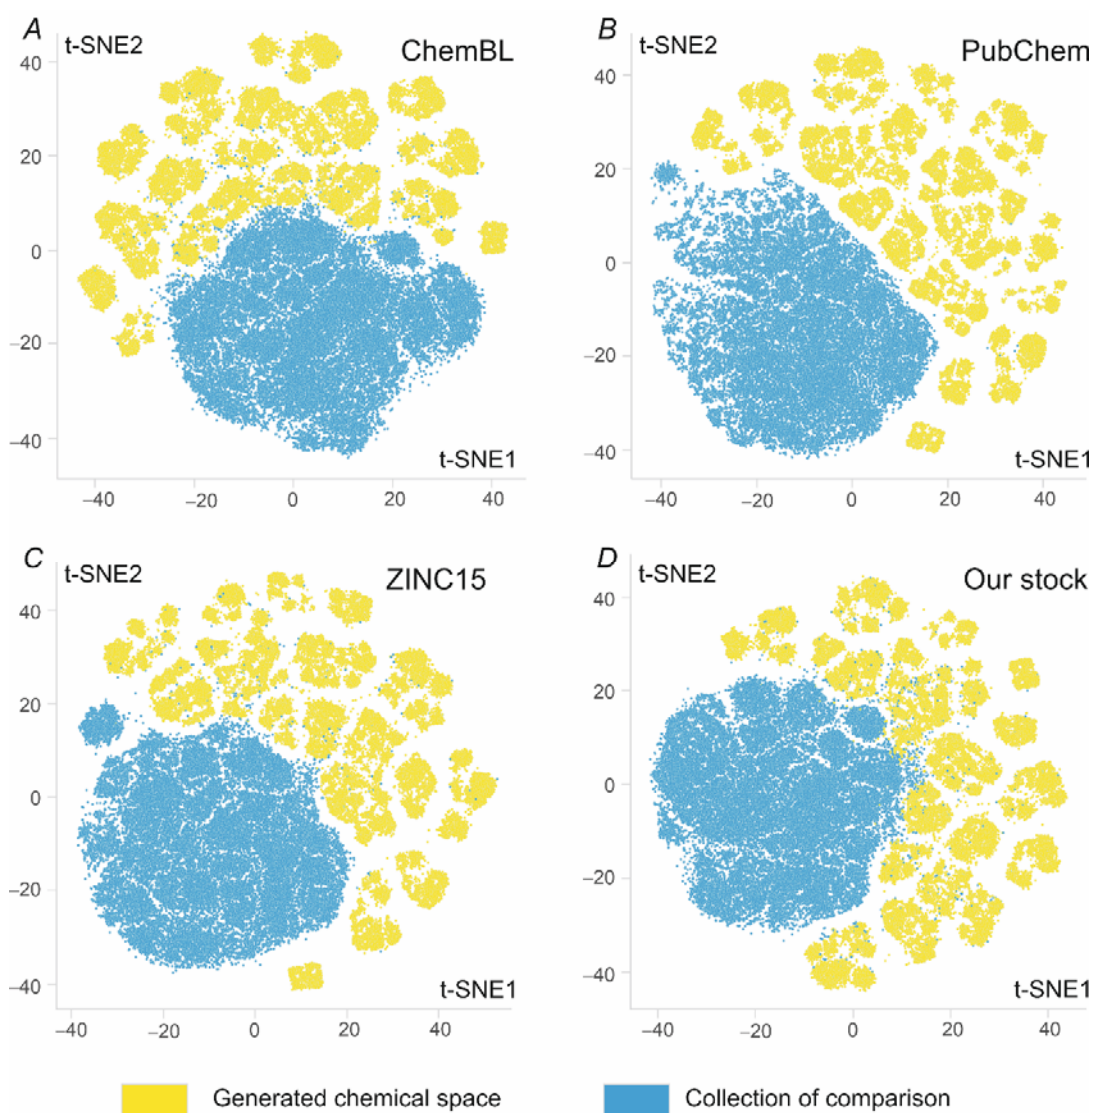 A
t-SNE2
ChemBL
40
20
0
–20
–40
t-SNE1
–40
–20
0
20
40
B
t-SNE2
PubChem
40
20
0
–20
–40
t-SNE1
–40
–20
0
20
40
C
t-SNE2
ZINC15
40
20
0
–20
–40
t-SNE1
–40
–20
0
20
40
D
t-SNE2
Our stock
40
20
0
–20
–40
t-SNE1
–40
–20
0
20
40
Generated chemical space
Collection of comparison